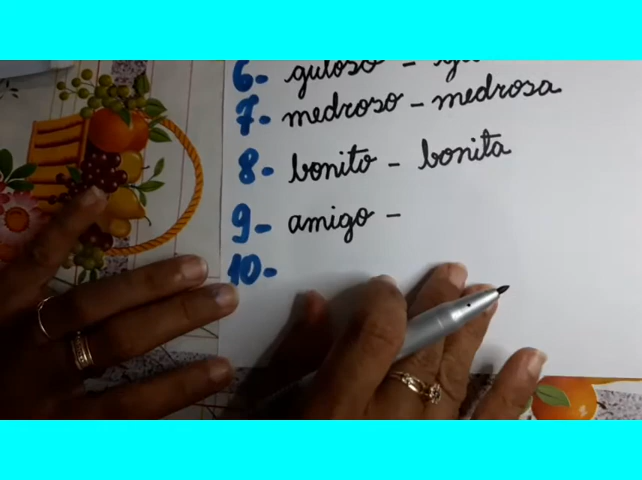 6- guloso -
7- medroso - medrosa
8- bonito - bonita
9- amigo -
10-